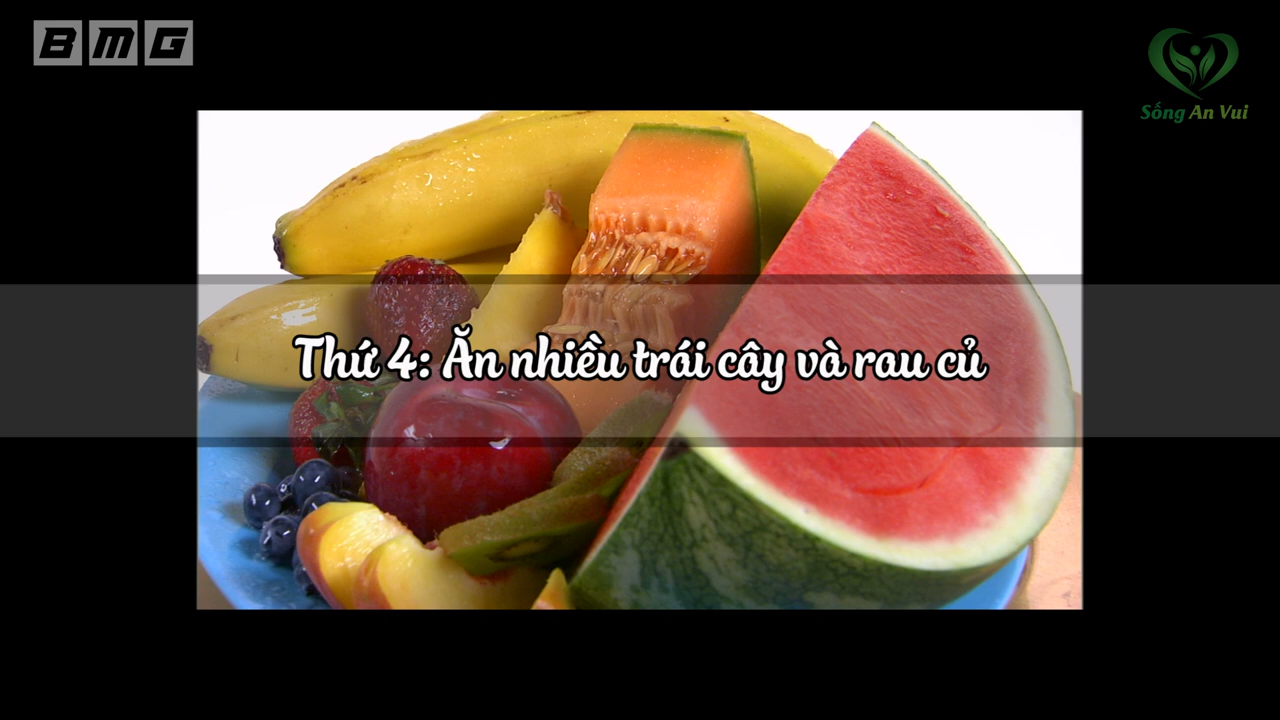 BMG
Sống An Vui
Thứ 4: Ăn nhiều trái cây và rau củ